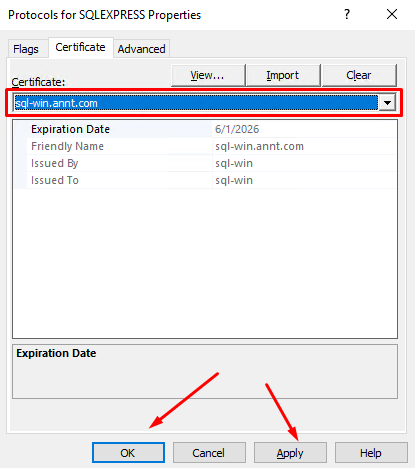 Protocols for SQLEXPRESS Properties ? ×
Flags Certificate Advanced
Certificate: View... Import Clear
sql-win.annt.com
Expiration Date 6/1/2026
Friendly Name sql-win.annt.com
Issued By sql-win
Issued To sql-win
Expiration Date
OK Cancel Apply Help